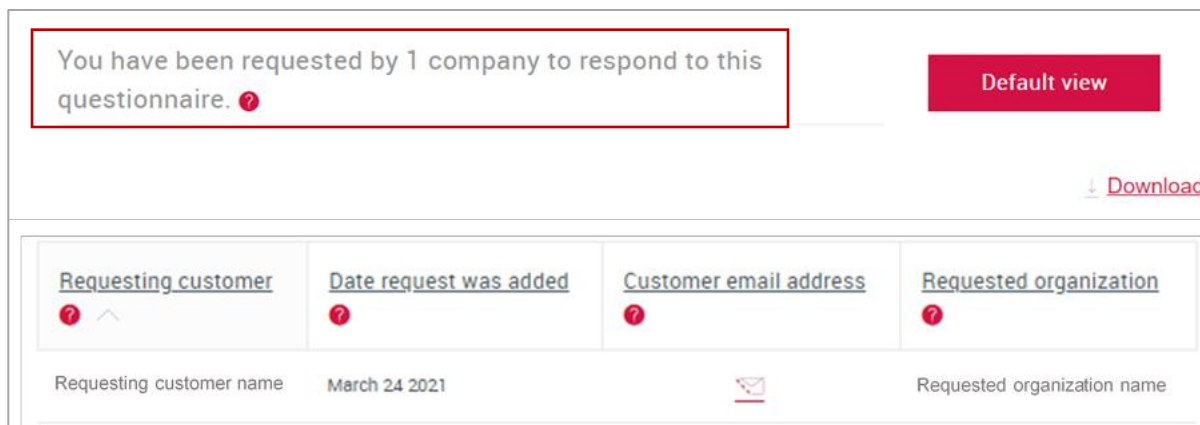 You have been requested by 1 company to respond to this
questionnaire. ?
Default view
↓ Download
Requesting customer
Date request was added
Customer email address
Requested organization
? ? ? ?
Requesting customer name
March 24 2021
Requested organization name